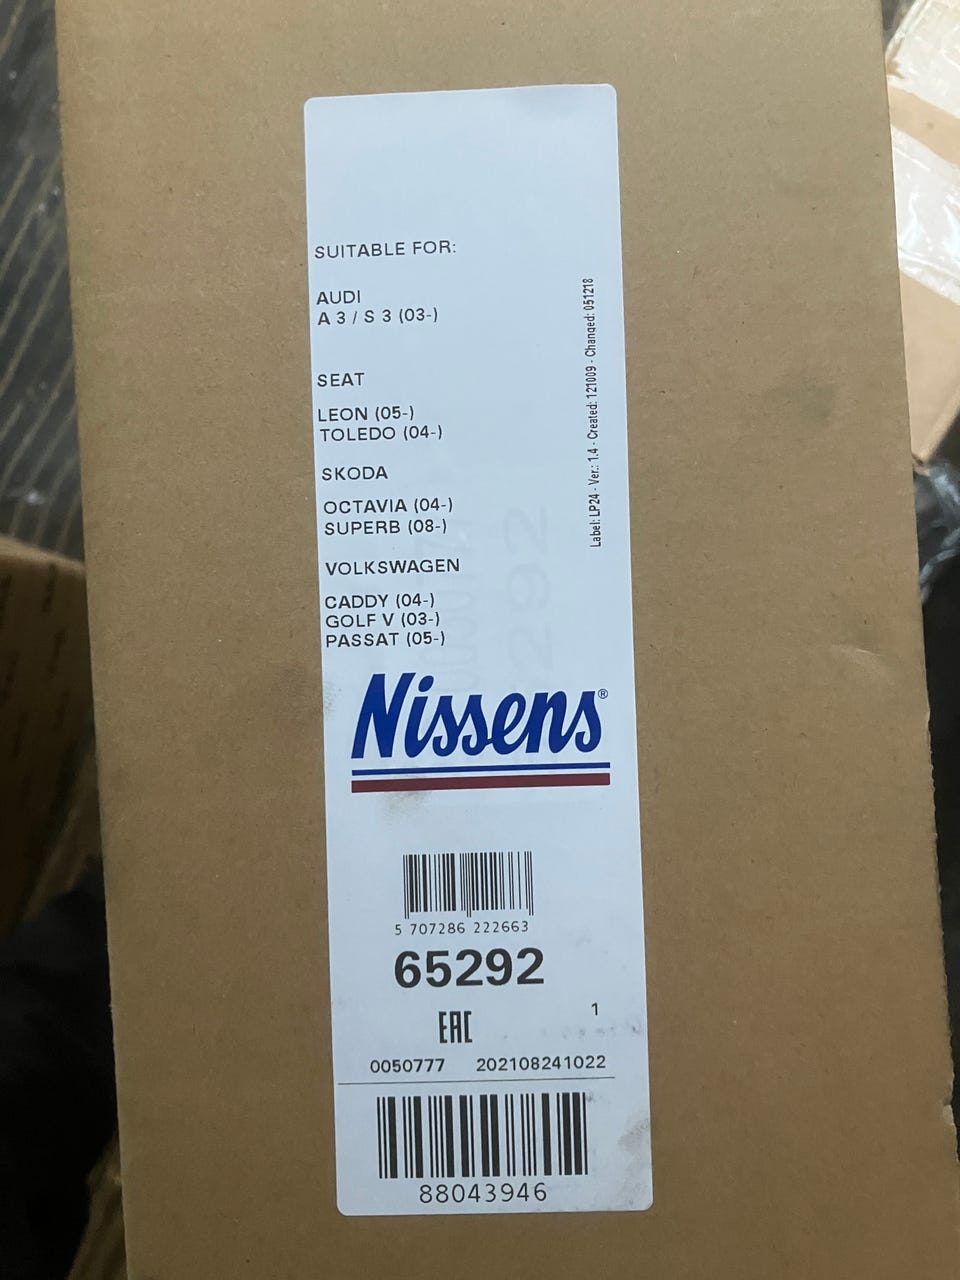 SUITABLE FOR:
AUDI
A 3 / S 3 (03-)
SEAT
LEON (05-)
TOLEDO (04-)
SKODA
OCTAVIA (04-)
SUPERB (08-)
VOLKSWAGEN
CADDY (04-)
GOLF V (03-)
PASSAT (05-)
Label: LP24 - Ver.: 1.4 - Created: 121009 - Changed: 051218
Nissens®
5 707286 222663
65292
EAC
1
0050777 202108241022
88043946